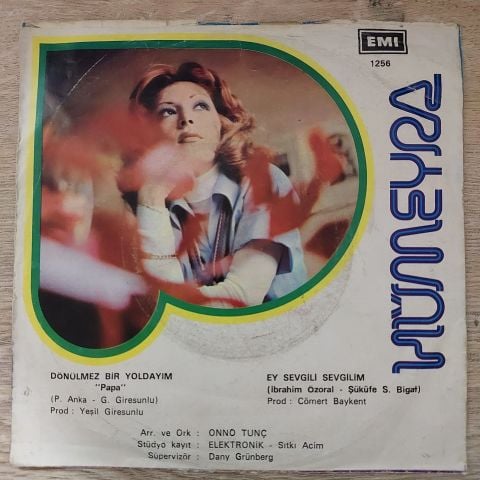 EMI
1256
HÜMEYRA
DÖNÜLMEZ BİR YOLDAYIM
"Papa"
(P. Anka - G. Giresunlu)
Prod : Yeşil Giresunlu
EY SEVGİLİ SEVGİLİM
(İbrahim Özoral - Şüküfe S. Bigat)
Prod : Cömert Baykent
Arr. ve Ork : ONNO TUNÇ
Stüdyo kayıt : ELEKTRONİK - Sıtkı Acim
Süpervizör : Dany Grünberg